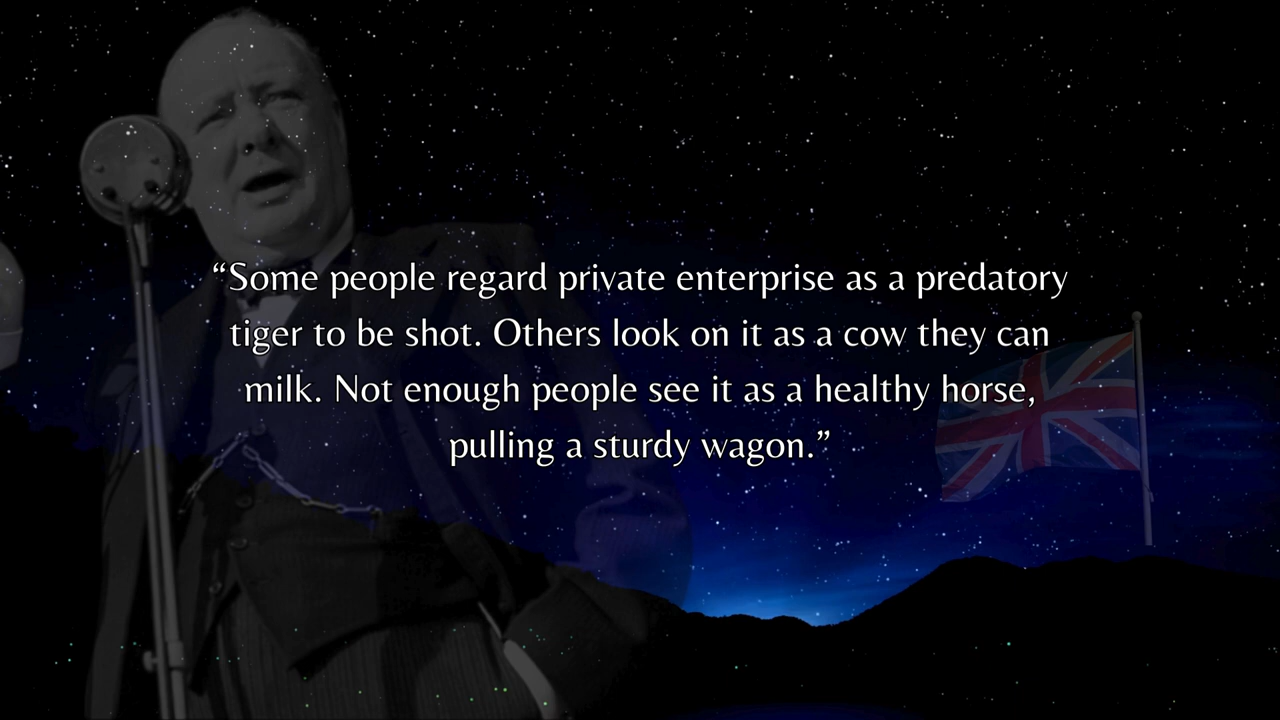 “Some people regard private enterprise as a predatory
tiger to be shot. Others look on it as a cow they can
milk. Not enough people see it as a healthy horse,
pulling a sturdy wagon.”